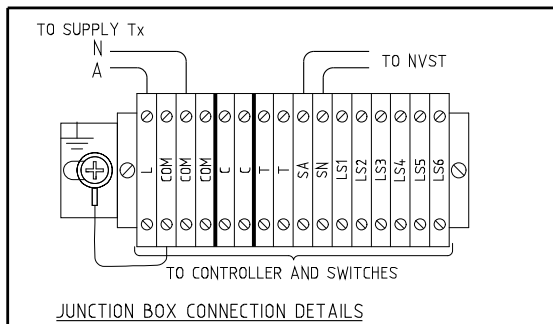 TO SUPPLY Tx
N
A
TO NVST
L
COM
COM
COM
C
C
T
T
SA
SN
LS1
LS2
LS3
LS4
LS5
LS6
TO CONTROLLER AND SWITCHES
JUNCTION BOX CONNECTION DETAILS